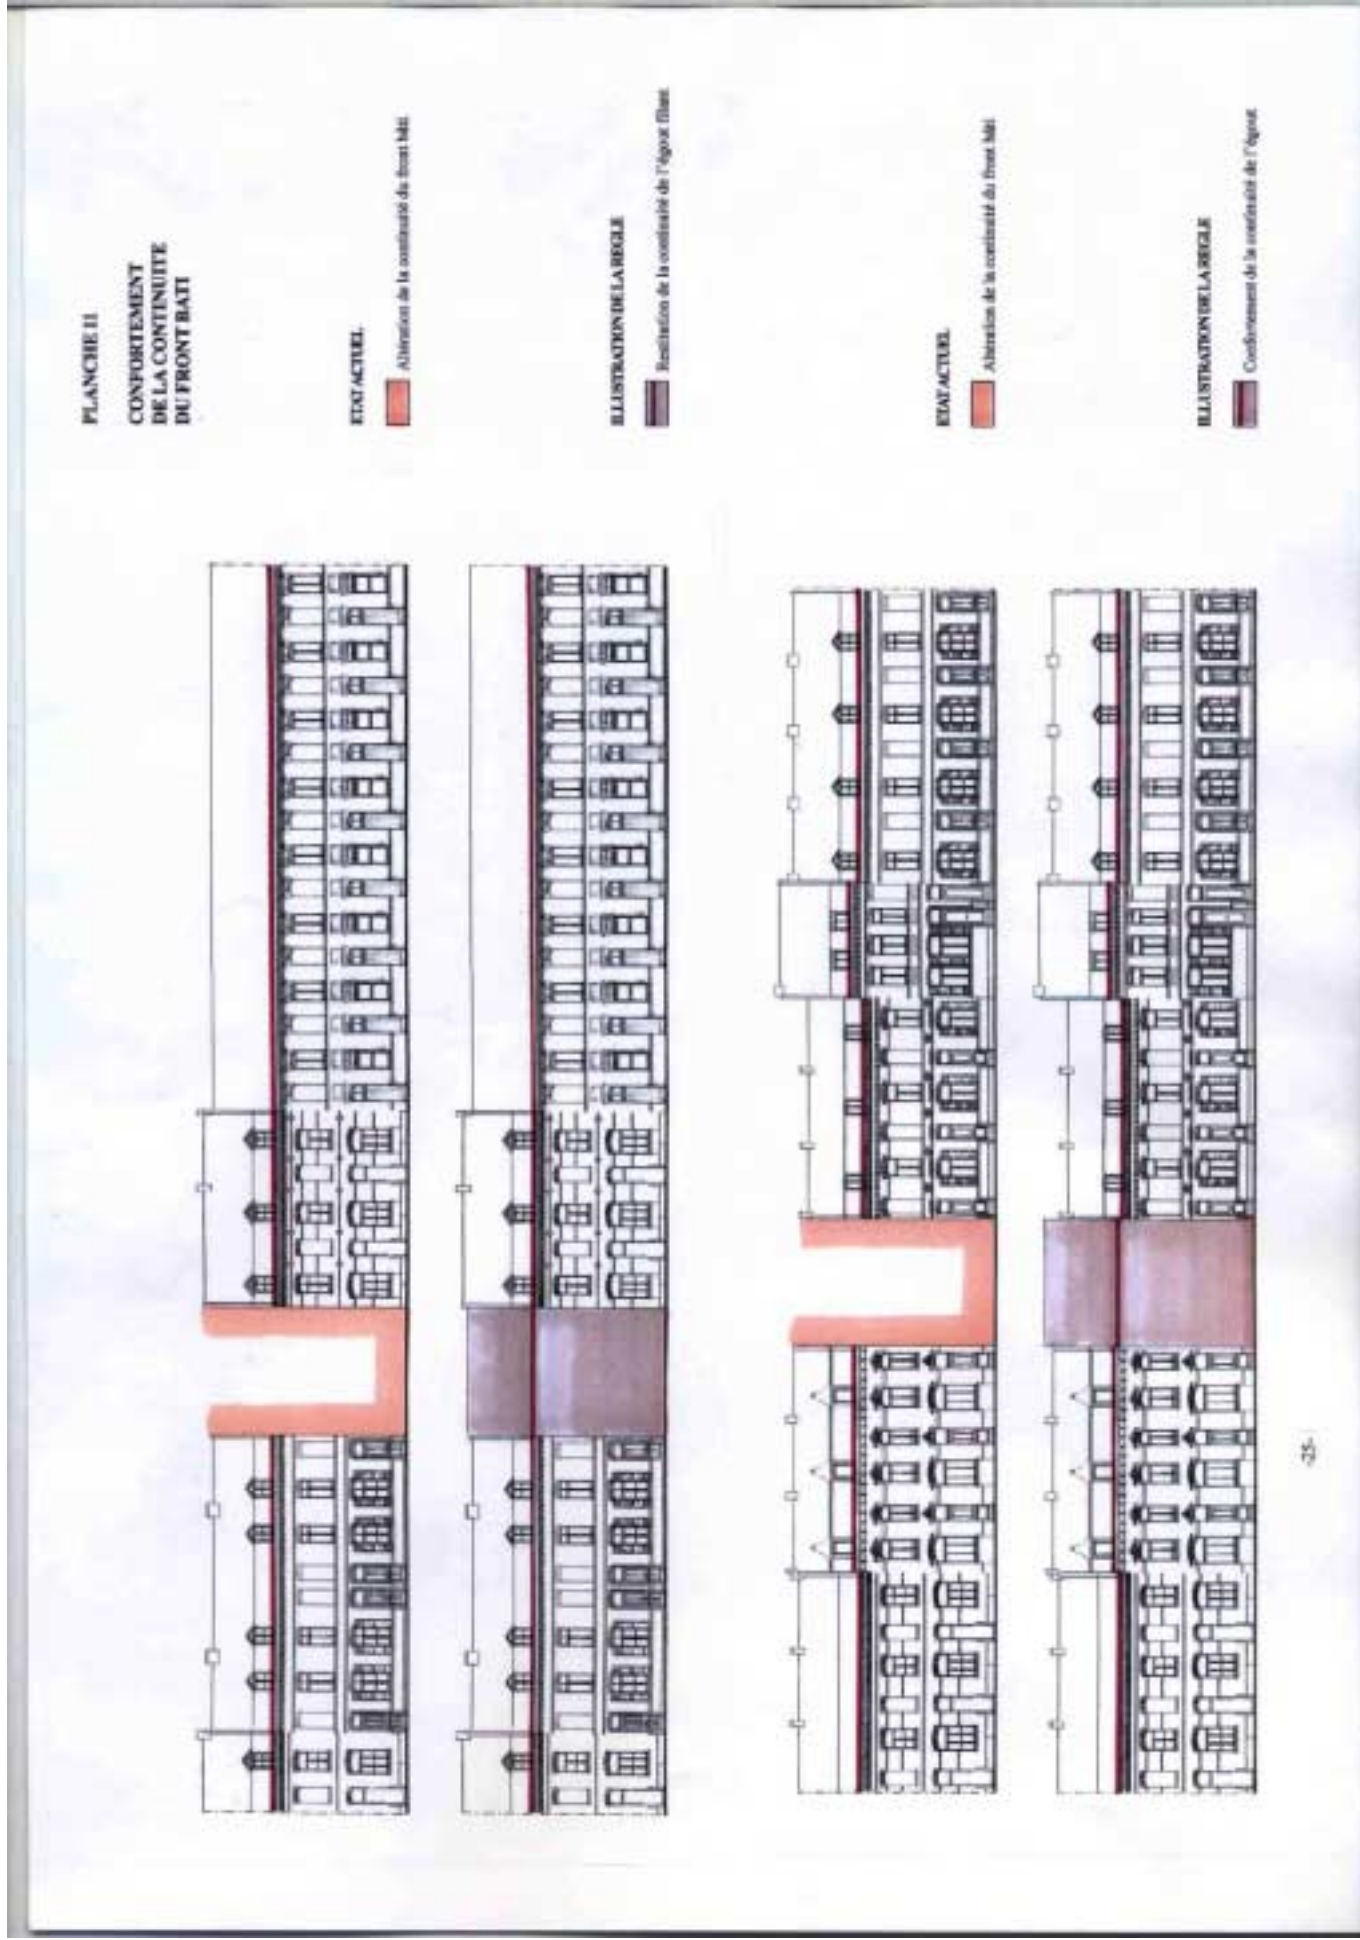 PLANCHE 11
CONFORTEMENT
DE LA CONTINUITE
DU FRONT BATI
ETAT ACTUEL
Altération de la continuité du front bâti
ILLUSTRATION DE LA REGLE
Restitution de la continuité de l'égout filant
ETAT ACTUEL
Altération de la continuité du front bâti
ILLUSTRATION DE LA REGLE
Confortement de la continuité de l'égout
-25-